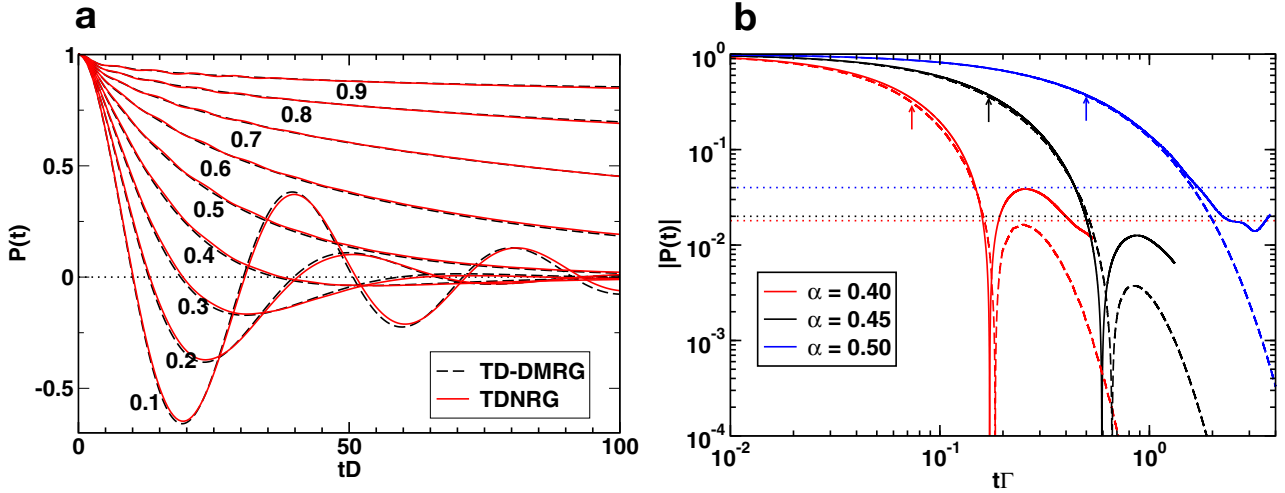 a
1
0.5
0
-0.5
P(t)
0.9
0.8
0.7
0.6
0.5
0.4
0.3
0.2
0.1
TD-DMRG
TDNRG
0
50
100
tD
b
10^0
10^-1
10^-2
10^-3
10^-4
|P(t)|
α = 0.40
α = 0.45
α = 0.50
10^-2
10^-1
10^0
tΓ